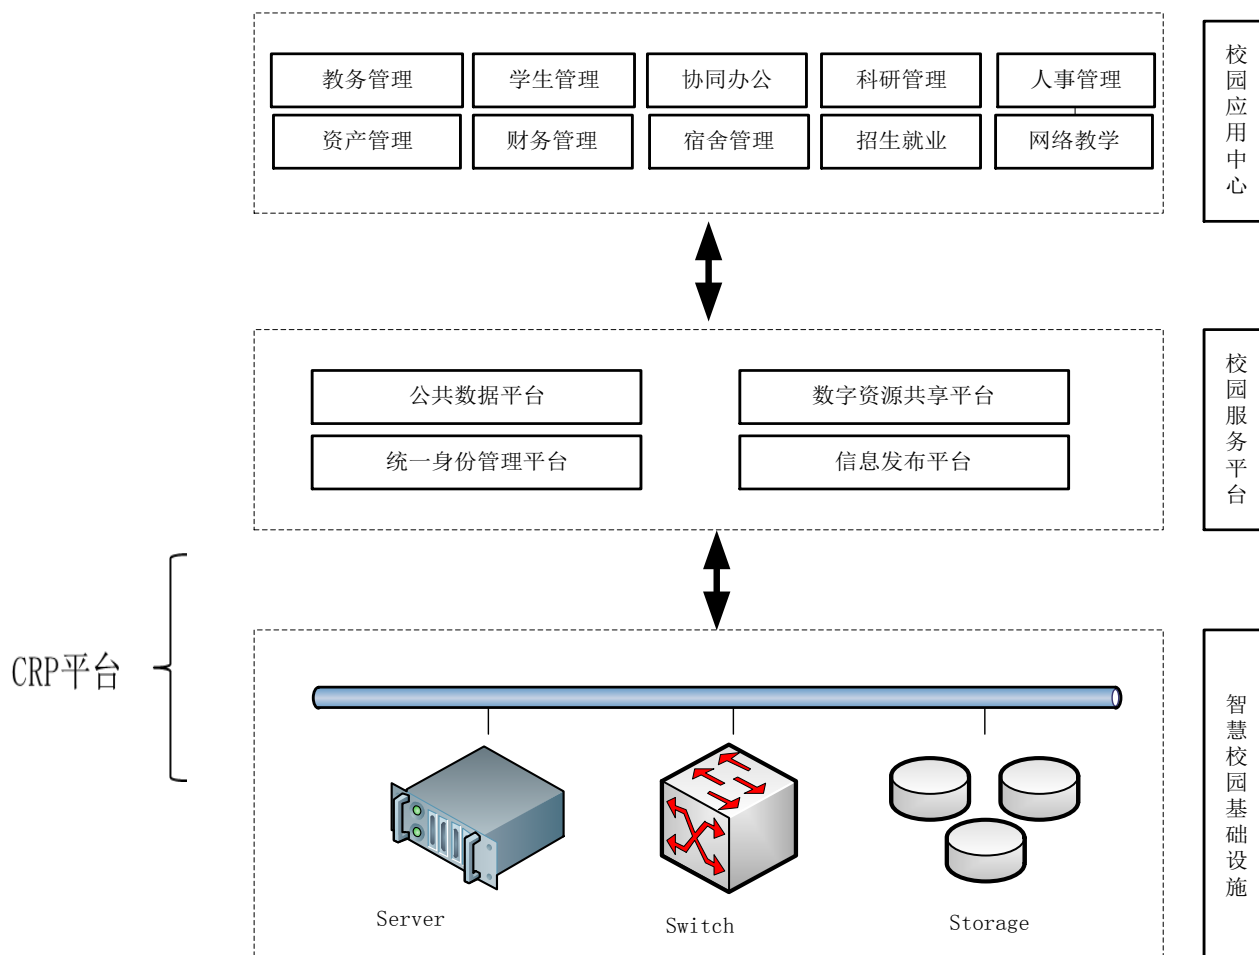 教务管理
学生管理
协同办公
科研管理
人事管理
资产管理
财务管理
宿舍管理
招生就业
网络教学
校园应用中心
公共数据平台
数字资源共享平台
统一身份管理平台
信息发布平台
校园服务平台
CRP平台
Server
Switch
Storage
智慧校园基础设施